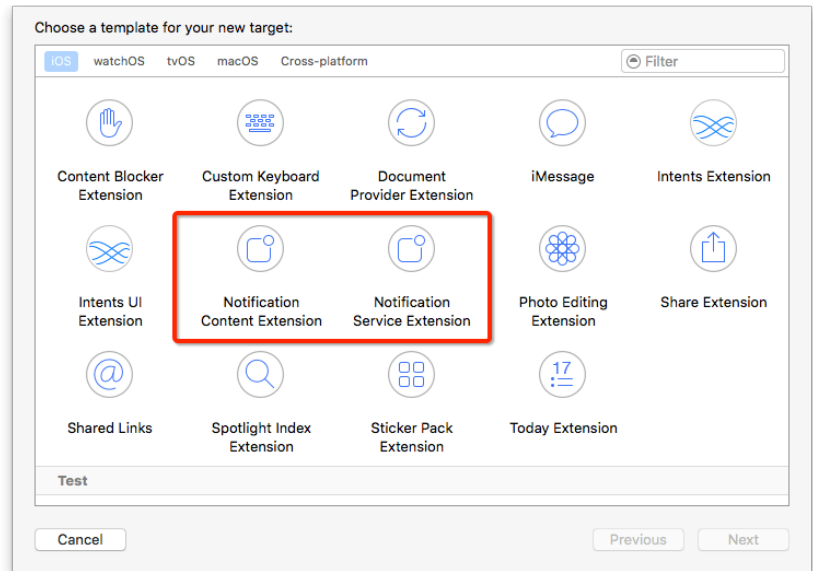 Choose a template for your new target:
iOS watchOS tvOS macOS Cross-platform Filter
Content Blocker Extension
Custom Keyboard Extension
Document Provider Extension
iMessage
Intents Extension
Intents UI Extension
Notification Content Extension
Notification Service Extension
Photo Editing Extension
Share Extension
@
Shared Links
Spotlight Index Extension
Sticker Pack Extension
17
Today Extension
Test
Cancel Previous Next